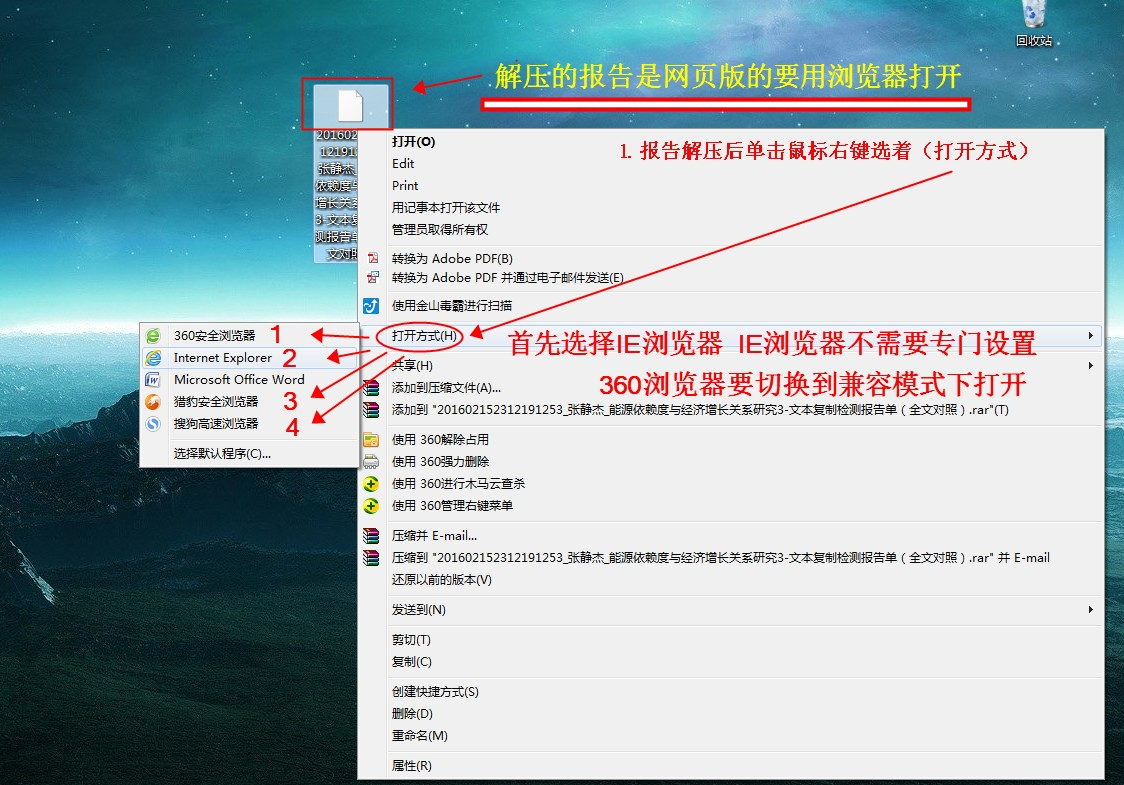 回收站
解压的报告是网页版的要用浏览器打开
201602
12191
张静杰_
依赖度与
增长关系
3-文本复
测报告单
文对照
打开(O)
1. 报告解压后单击鼠标右键选着（打开方式）
Edit
Print
用记事本打开该文件
管理员取得所有权
转换为 Adobe PDF(B)
转换为 Adobe PDF 并通过电子邮件发送(E)
使用金山毒霸进行扫描
打开方式(H)
首先选择IE浏览器 IE浏览器不需要专门设置
360浏览器要切换到兼容模式下打开
360安全浏览器 1
Internet Explorer 2
Microsoft Office Word
猎豹安全浏览器 3
搜狗高速浏览器 4
选择默认程序(C)...
共享(H)
添加到压缩文件(A)...
添加到 "201602152312191253_张静杰_能源依赖度与经济增长关系研究3-文本复制检测报告单（全文对照）.rar"(T)
使用 360解除占用
使用 360强力删除
使用 360进行木马云查杀
使用 360管理右键菜单
压缩并 E-mail...
压缩到 "201602152312191253_张静杰_能源依赖度与经济增长关系研究3-文本复制检测报告单（全文对照）.rar" 并 E-mail
还原以前的版本(V)
发送到(N)
剪切(T)
复制(C)
创建快捷方式(S)
删除(D)
重命名(M)
属性(R)